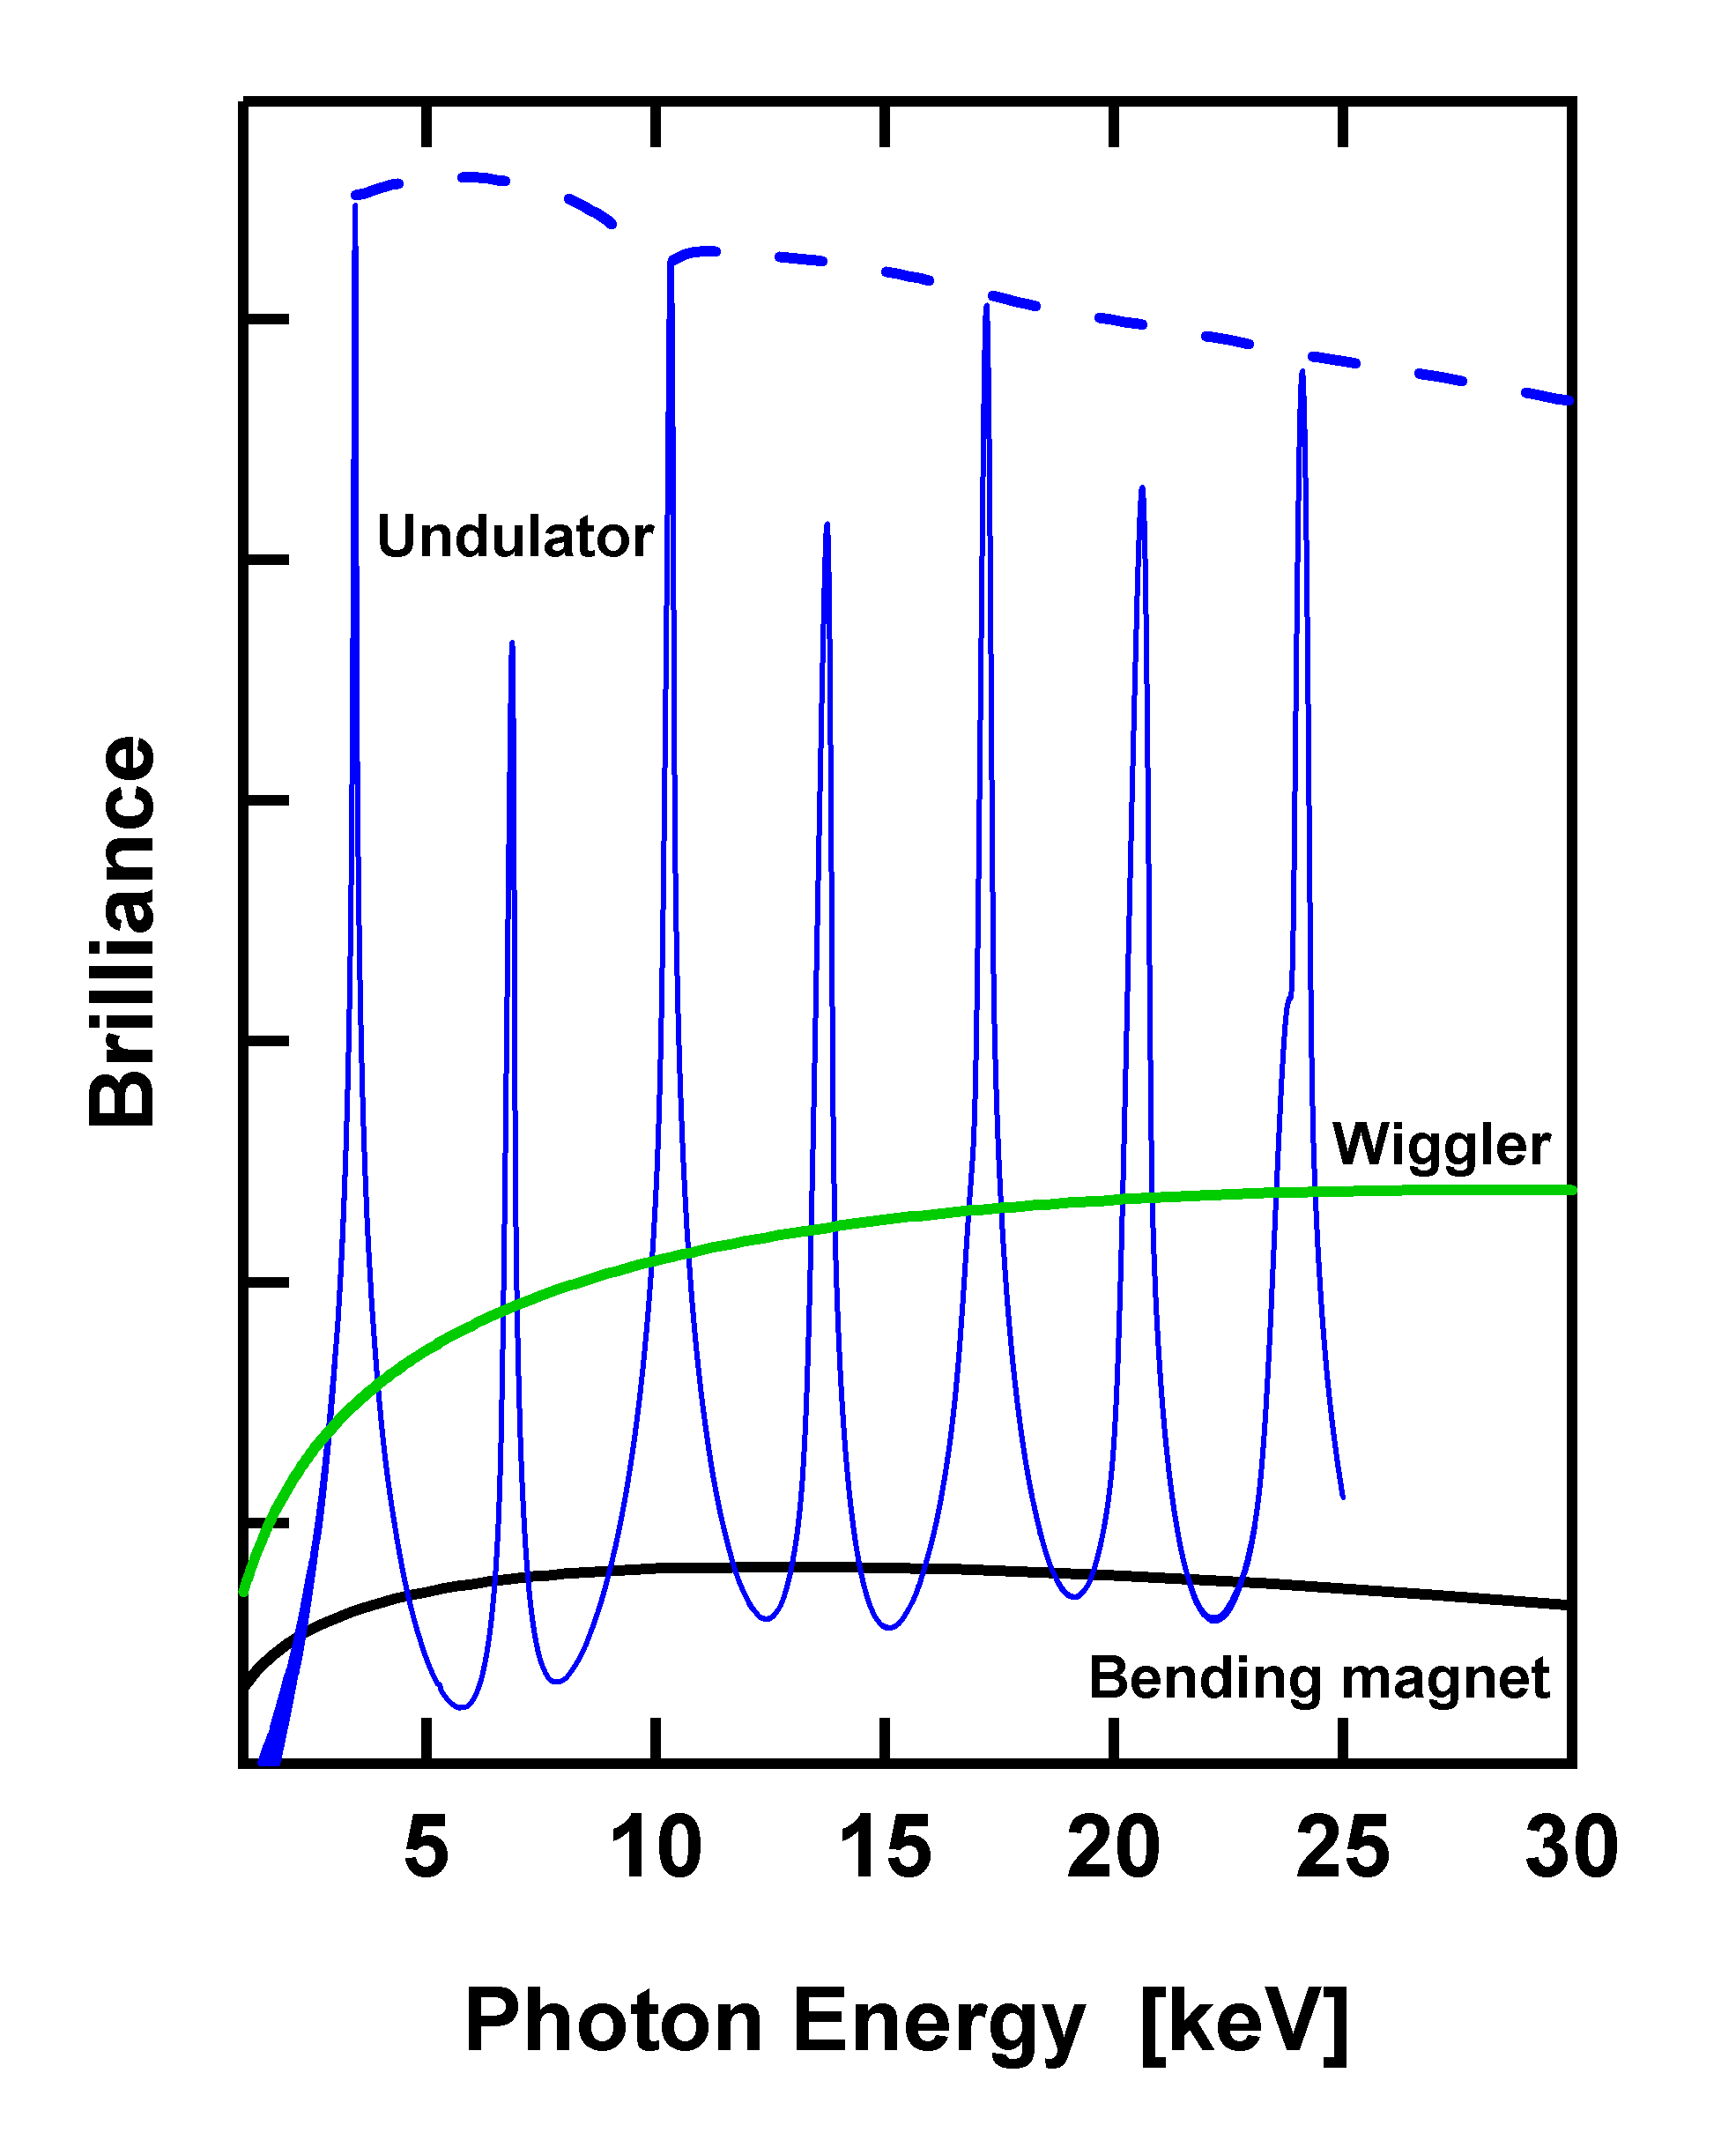 Undulator
Brilliance
Wiggler
Bending magnet
5 10 15 20 25 30
Photon Energy [keV]